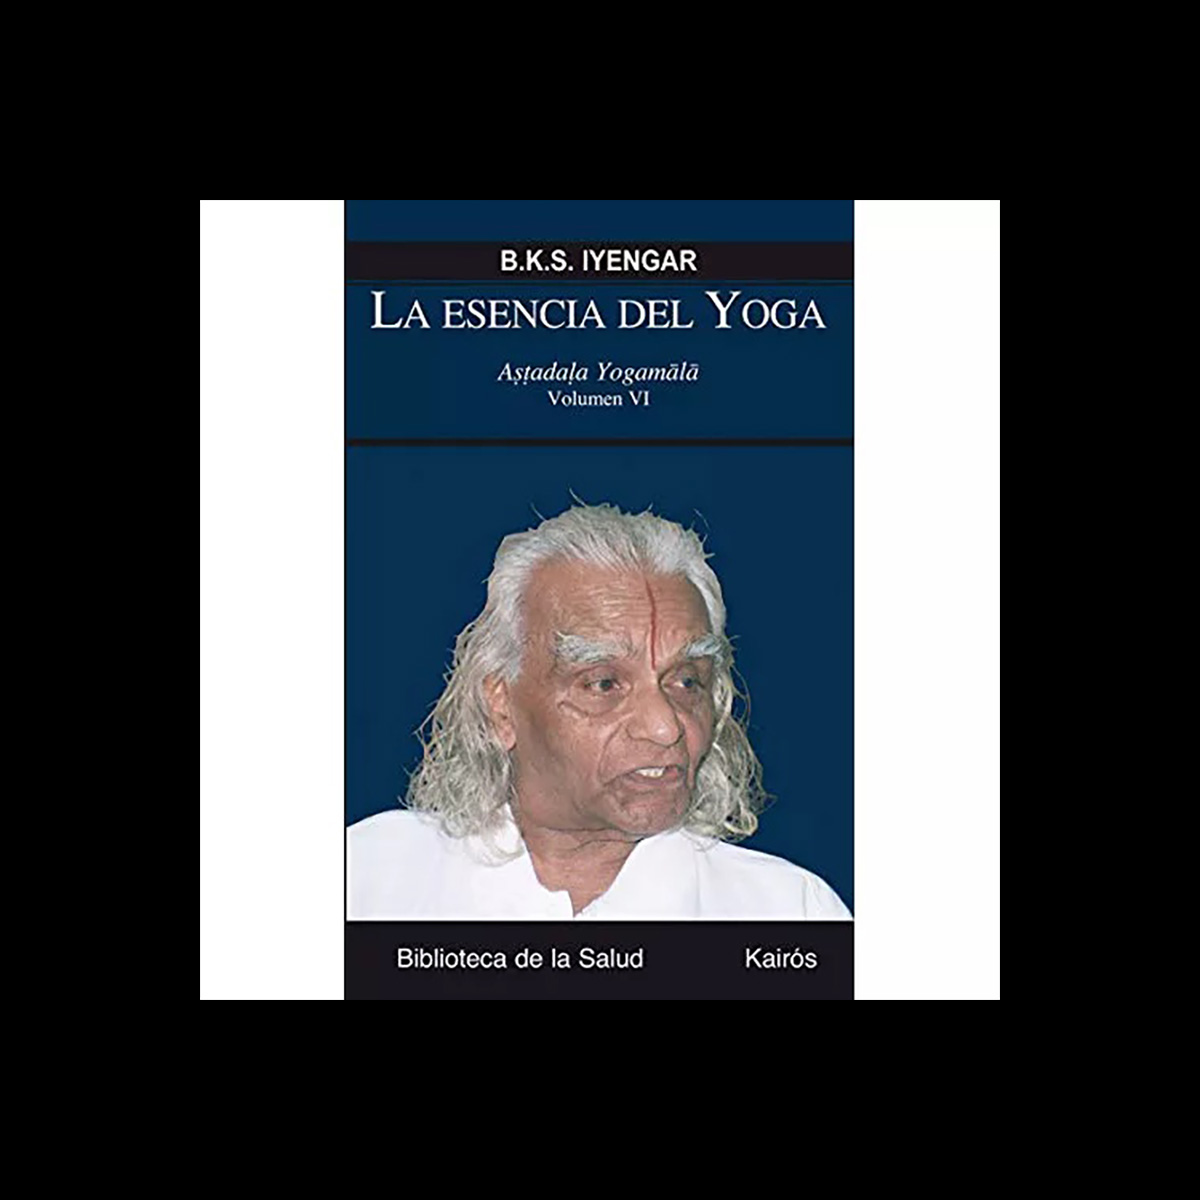 B.K.S. IYENGAR
LA ESENCIA DEL YOGA
Aṣṭadaḷa Yogamālā
Volumen VI
Biblioteca de la Salud Kairós